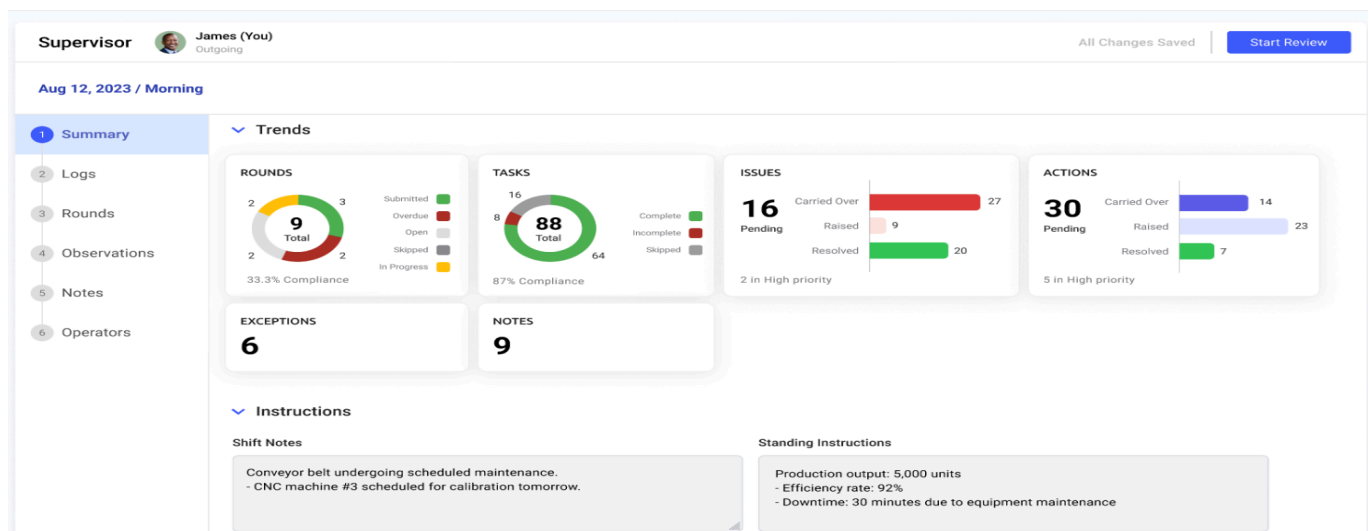 Supervisor
James (You)
Outgoing
All Changes Saved
Start Review
Aug 12, 2023 / Morning
1 Summary
2 Logs
3 Rounds
4 Observations
5 Notes
6 Operators
Trends
ROUNDS
2
3
2
2
9
Total
Submitted
Overdue
Open
Skipped
In Progress
33.3% Compliance
TASKS
16
8
64
88
Total
Complete
Incomplete
Skipped
87% Compliance
ISSUES
16
Pending
Carried Over 27
Raised 9
Resolved 20
2 in High priority
ACTIONS
30
Pending
Carried Over 14
Raised 23
Resolved 7
5 in High priority
EXCEPTIONS
6
NOTES
9
Instructions
Shift Notes
Conveyor belt undergoing scheduled maintenance.
- CNC machine #3 scheduled for calibration tomorrow.
Standing Instructions
Production output: 5,000 units
- Efficiency rate: 92%
- Downtime: 30 minutes due to equipment maintenance